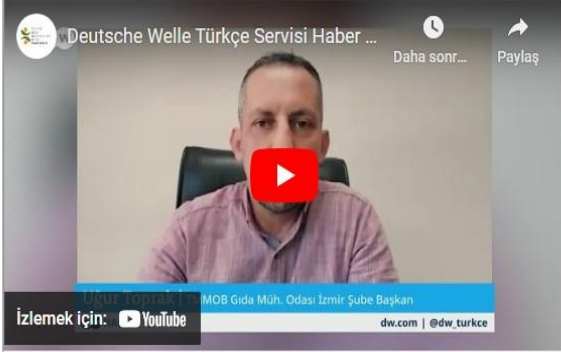 Deutsche Welle Türkçe Servisi Haber ...
Daha sonr...
Paylaş
Uğur Toprak | TMMOB Gıda Müh. Odası İzmir Şube Başkan
İzlemek için: YouTube
dw.com | @dw_turkce